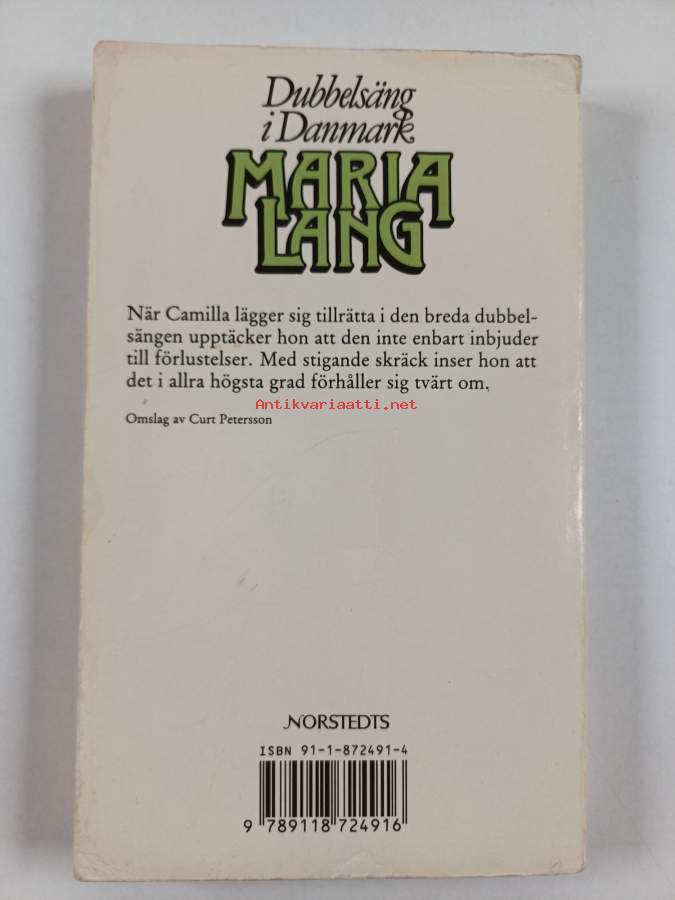 Dubbelsäng
i Danmark
MARIA
LANG
När Camilla lägger sig tillrätta i den breda dubbel-
sängen upptäcker hon att den inte enbart inbjuder
till förlustelser. Med stigande skräck inser hon att
det i allra högsta grad förhåller sig tvärt om.
Antikvariaatti.net
Omslag av Curt Petersson
NORSTEDTS
ISBN 91-1-872491-4
9 789118 724916